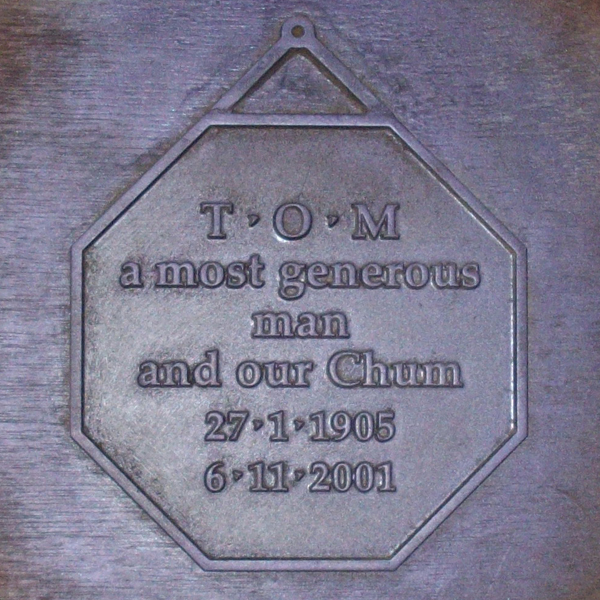 T · O · M
a most generous
man
and our Chum
27·1·1905
6·11·2001